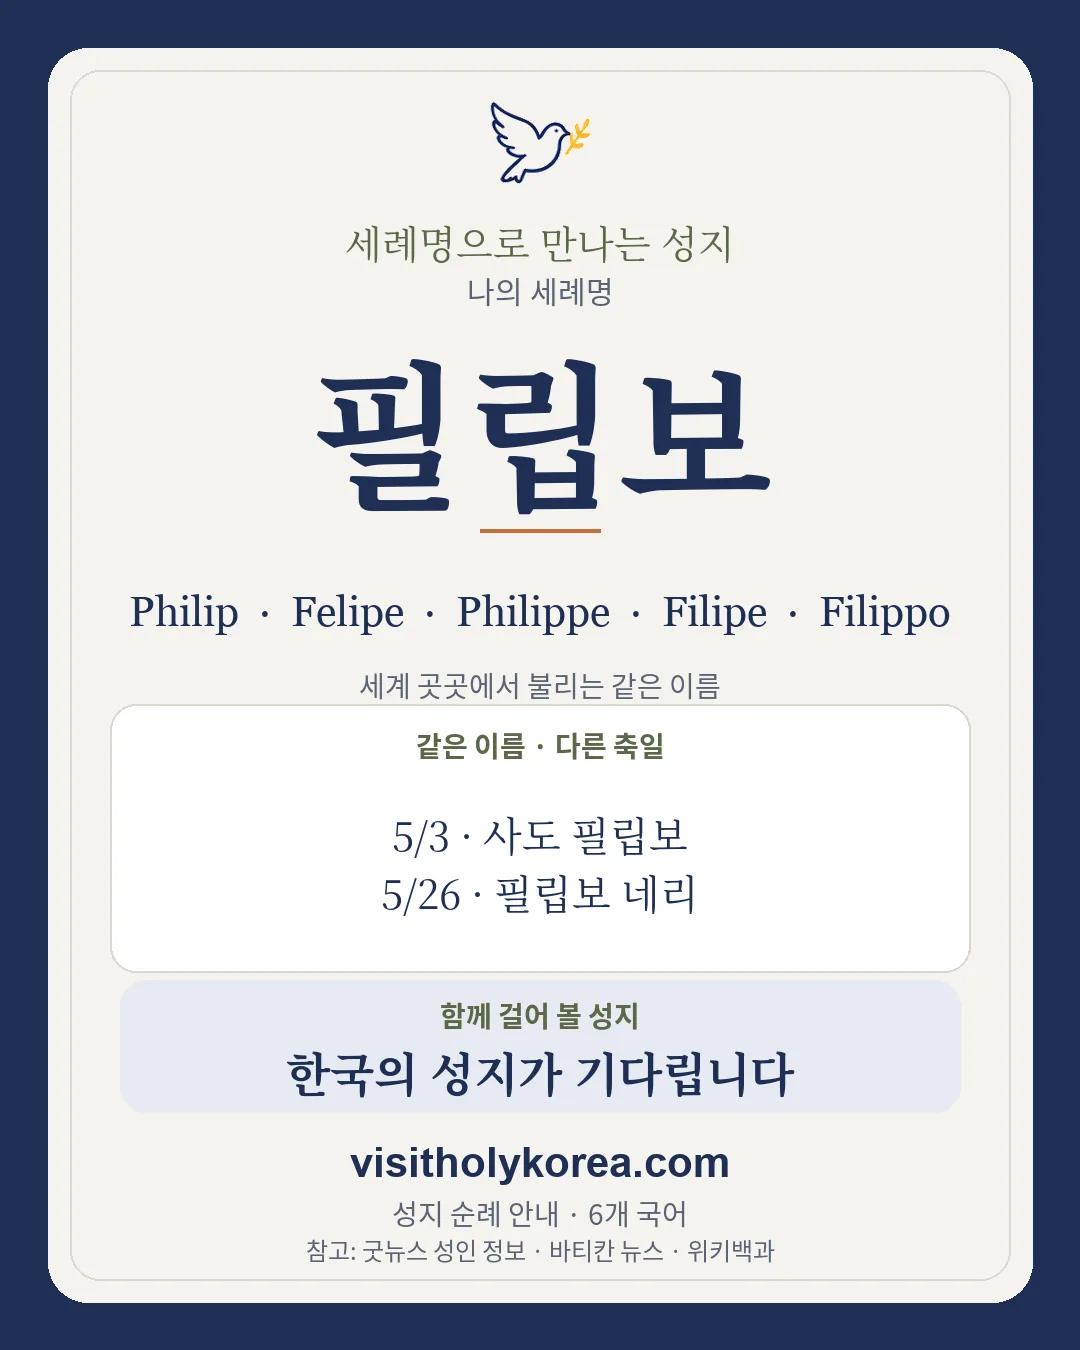 세례명으로 만나는 성지
나의 세례명
필립보
Philip · Felipe · Philippe · Filipe · Filippo
세계 곳곳에서 불리는 같은 이름
같은 이름 · 다른 축일
5/3 · 사도 필립보
5/26 · 필립보 네리
함께 걸어 볼 성지
한국의 성지가 기다립니다
visitholykorea.com
성지 순례 안내 · 6개 국어
참고: 굿뉴스 성인 정보 · 바티칸 뉴스 · 위키백과